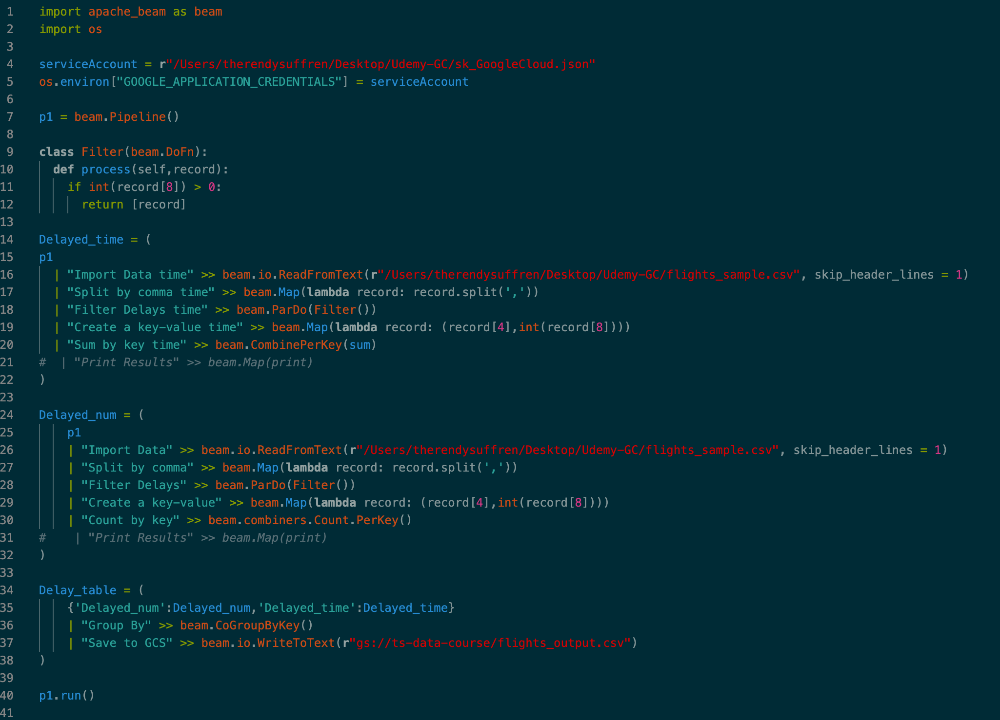 1 import apache_beam as beam
2 import os
3
4 serviceAccount = r"/Users/therendysuffren/Desktop/Udemy-GC/sk_GoogleCloud.json"
5 os.environ["GOOGLE_APPLICATION_CREDENTIALS"] = serviceAccount
6
7 p1 = beam.Pipeline()
8
9 class Filter(beam.DoFn):
10   def process(self,record):
11     if int(record[8]) > 0:
12       return [record]
13
14 Delayed_time = (
15 p1
16   | "Import Data time" >> beam.io.ReadFromText(r"/Users/therendysuffren/Desktop/Udemy-GC/flights_sample.csv", skip_header_lines = 1)
17   | "Split by comma time" >> beam.Map(lambda record: record.split(','))
18   | "Filter Delays time" >> beam.ParDo(Filter())
19   | "Create a key-value time" >> beam.Map(lambda record: (record[4],int(record[8])))
20   | "Sum by key time" >> beam.CombinePerKey(sum)
21 #  | "Print Results" >> beam.Map(print)
22 )
23
24 Delayed_num = (
25     p1
26     | "Import Data" >> beam.io.ReadFromText(r"/Users/therendysuffren/Desktop/Udemy-GC/flights_sample.csv", skip_header_lines = 1)
27     | "Split by comma" >> beam.Map(lambda record: record.split(','))
28     | "Filter Delays" >> beam.ParDo(Filter())
29     | "Create a key-value" >> beam.Map(lambda record: (record[4],int(record[8])))
30     | "Count by key" >> beam.combiners.Count.PerKey()
31 #    | "Print Results" >> beam.Map(print)
32 )
33
34 Delay_table = (
35     {'Delayed_num':Delayed_num,'Delayed_time':Delayed_time}
36     | "Group By" >> beam.CoGroupByKey()
37     | "Save to GCS" >> beam.io.WriteToText(r"gs://ts-data-course/flights_output.csv")
38 )
39
40 p1.run()
41